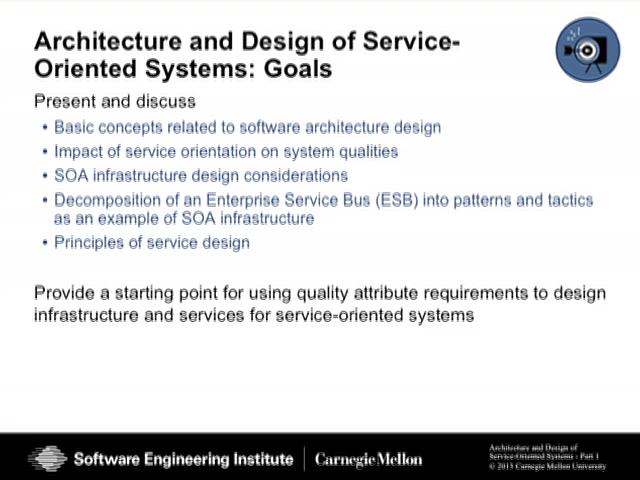 Architecture and Design of Service-
Oriented Systems: Goals
Present and discuss
• Basic concepts related to software architecture design
• Impact of service orientation on system qualities
• SOA infrastructure design considerations
• Decomposition of an Enterprise Service Bus (ESB) into patterns and tactics
as an example of SOA infrastructure
• Principles of service design
Provide a starting point for using quality attribute requirements to design
infrastructure and services for service-oriented systems
Software Engineering Institute
Carnegie Mellon
Architecture and Design of
Service-Oriented Systems : Part 1
© 2013 Carnegie Mellon University